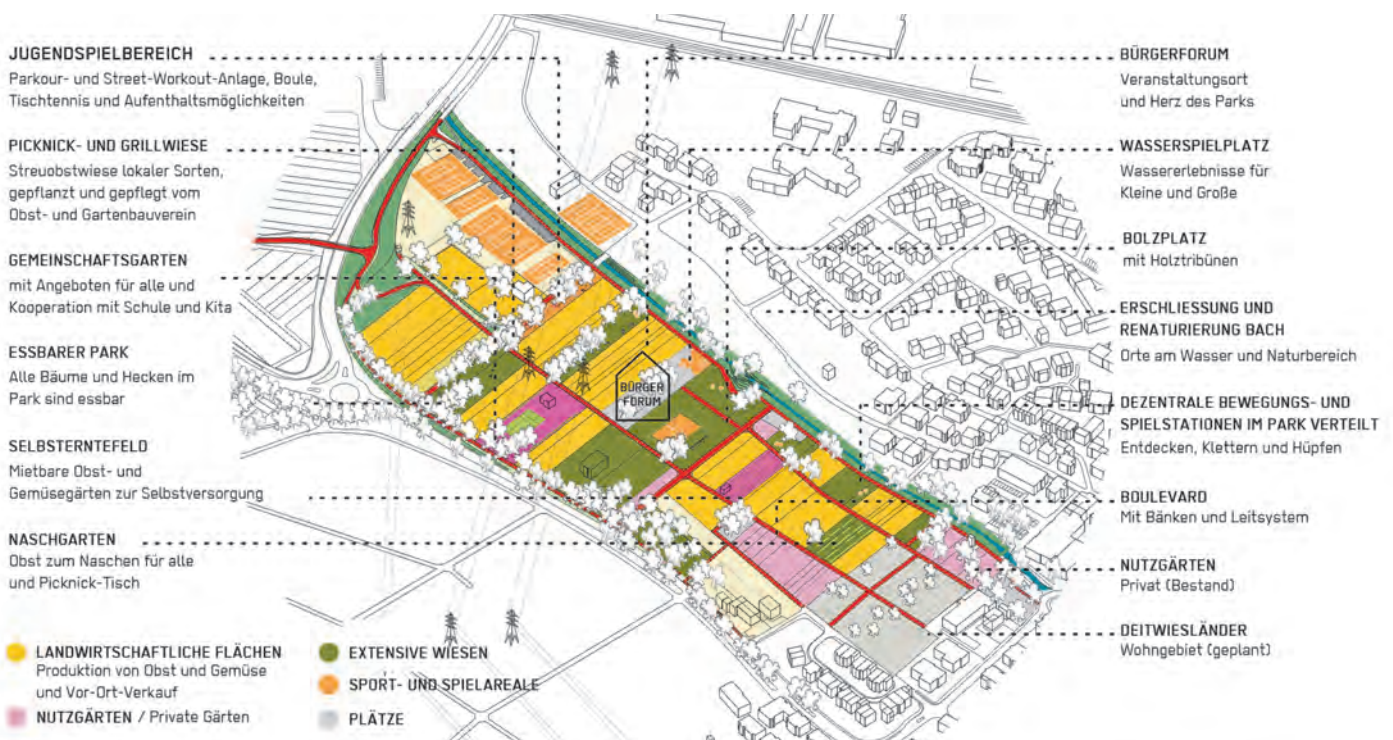 JUGENDSPIELBEREICH
Parkour- und Street-Workout-Anlage, Boule,
Tischtennis und Aufenthaltsmöglichkeiten
PICKNICK- UND GRILLWIESE
Streuobstwiese lokaler Sorten,
gepflanzt und gepflegt vom
Obst- und Gartenbauverein
GEMEINSCHAFTSGARTEN
mit Angeboten für alle und
Kooperation mit Schule und Kita
ESSBARER PARK
Alle Bäume und Hecken im
Park sind essbar
SELBSTERNTEFELD
Mietbare Obst- und
Gemüsegärten zur Selbstversorgung
NASCHGARTEN
Obst zum Naschen für alle
und Picknick-Tisch
BÜRGER
FORUM
BÜRGERFORUM
Veranstaltungsort
und Herz des Parks
WASSERSPIELPLATZ
Wassererlebnisse für
Kleine und Große
BOLZPLATZ
mit Holztribünen
ERSCHLIESSUNG UND
RENATURIERUNG BACH
Orte am Wasser und Naturbereich
DEZENTRALE BEWEGUNGS- UND
SPIELSTATIONEN IM PARK VERTEILT
Entdecken, Klettern und Hüpfen
BOULEVARD
Mit Bänken und Leitsystem
NUTZGÄRTEN
Privat (Bestand)
DEITWIESLÄNDER
Wohngebiet (geplant)
LANDWIRTSCHAFTLICHE FLÄCHEN
Produktion von Obst und Gemüse
und Vor-Ort-Verkauf
NUTZGÄRTEN / Private Gärten
EXTENSIVE WIESEN
SPORT- UND SPIELAREALE
PLÄTZE